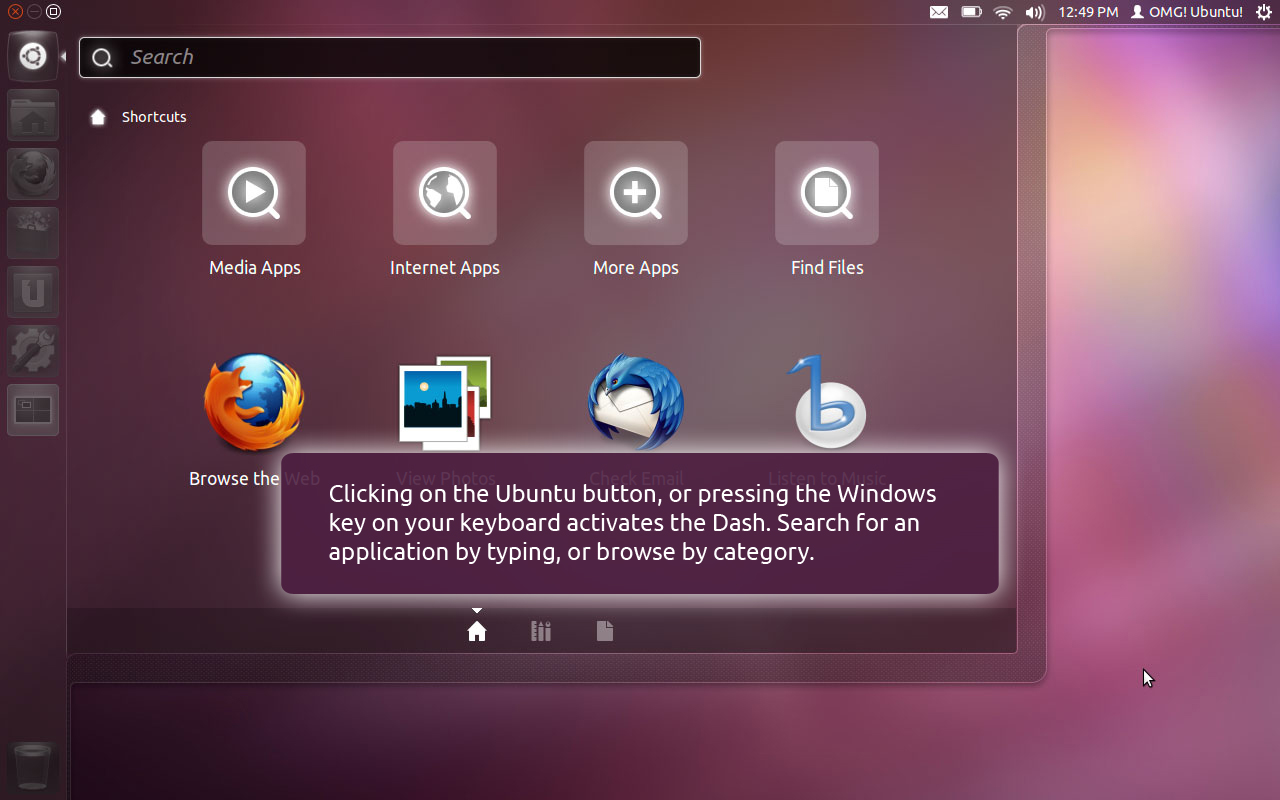 12:49 PM OMG! Ubuntu!
Search
Shortcuts
Media Apps
Internet Apps
More Apps
Find Files
Browse the Web
View Photos
Check Email
Listen to Music
Clicking on the Ubuntu button, or pressing the Windows
key on your keyboard activates the Dash. Search for an
application by typing, or browse by category.